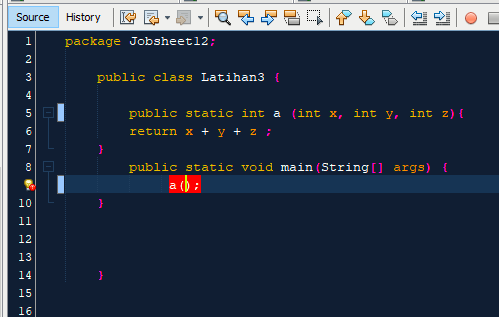 Source History
1 package Jobsheet12;
2
3 public class Latihan3 {
4
5 public static int a (int x, int y, int z){
6 return x + y + z ;
7 }
8 public static void main(String[] args) {
a();
10 }
11
12
13
14 }
15
16